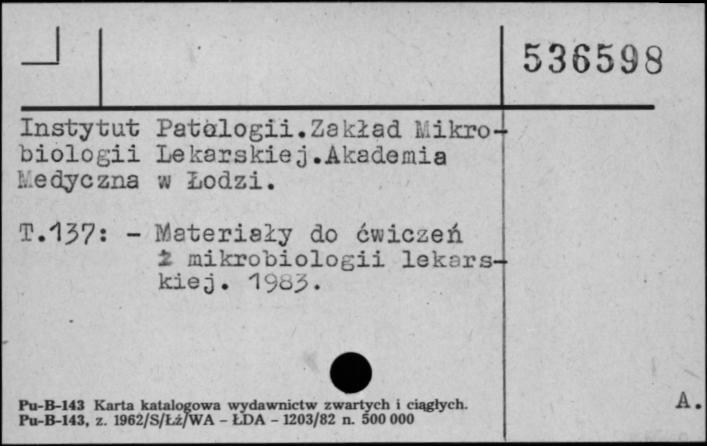 536598
Instytut Patologii.Zakład Mikro-
biologii Lekarskiej.Akademia
Medyczna w Łodzi.
T.137: - Materiały do ćwiczeń
z mikrobiologii lekars-
kiej. 1983.
A.
Pu-B-143 Karta katalogowa wydawnictw zwartych i ciągłych.
Pu-B-143, z. 1962/S/Łż/WA - ŁDA - 1203/82 n. 500 000